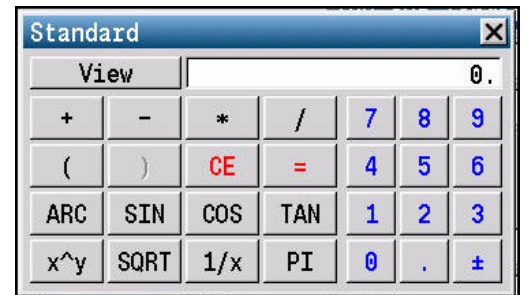 Standard
View 0.
+ - * / 7 8 9
( ) CE = 4 5 6
ARC SIN COS TAN 1 2 3
x^y SQRT 1/x PI 0 . ±